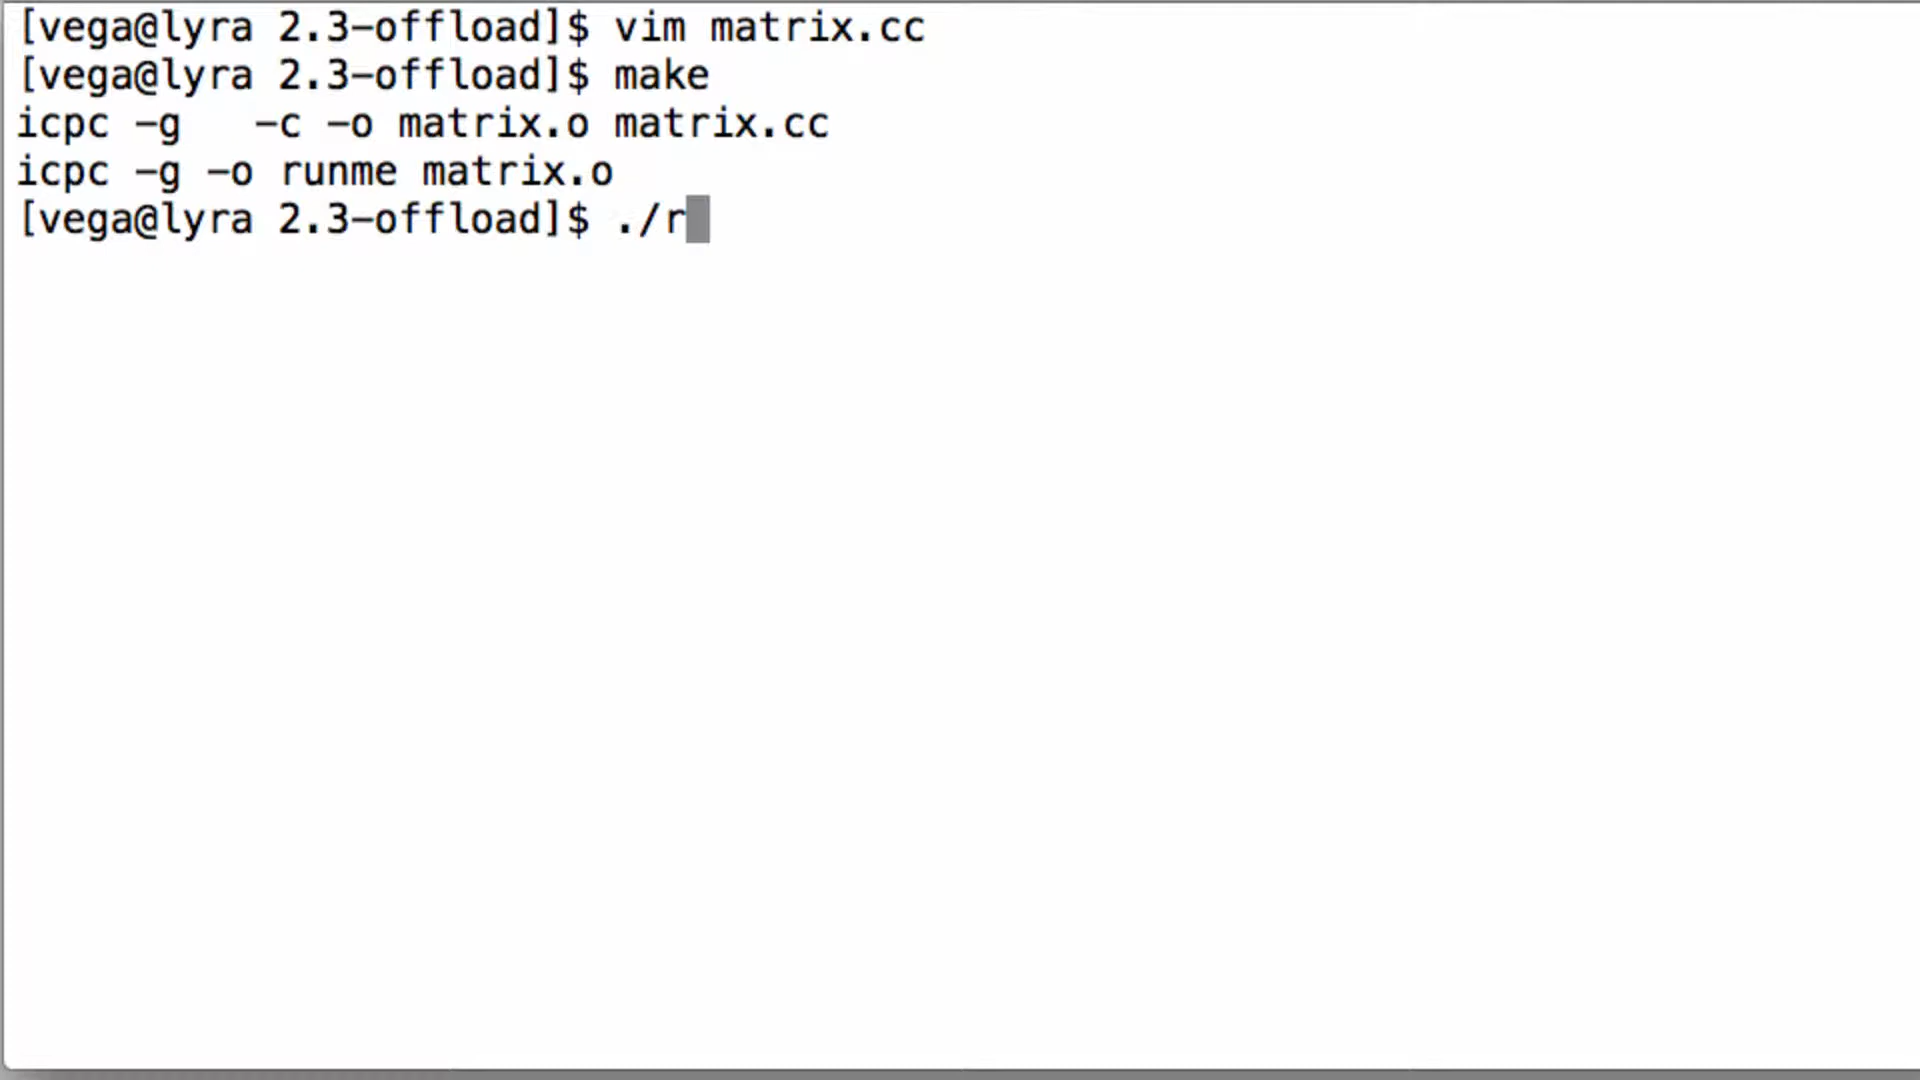 [vega@lyra 2.3-offload]$ vim matrix.cc
[vega@lyra 2.3-offload]$ make
icpc -g   -c -o matrix.o matrix.cc
icpc -g -o runme matrix.o
[vega@lyra 2.3-offload]$ ./r